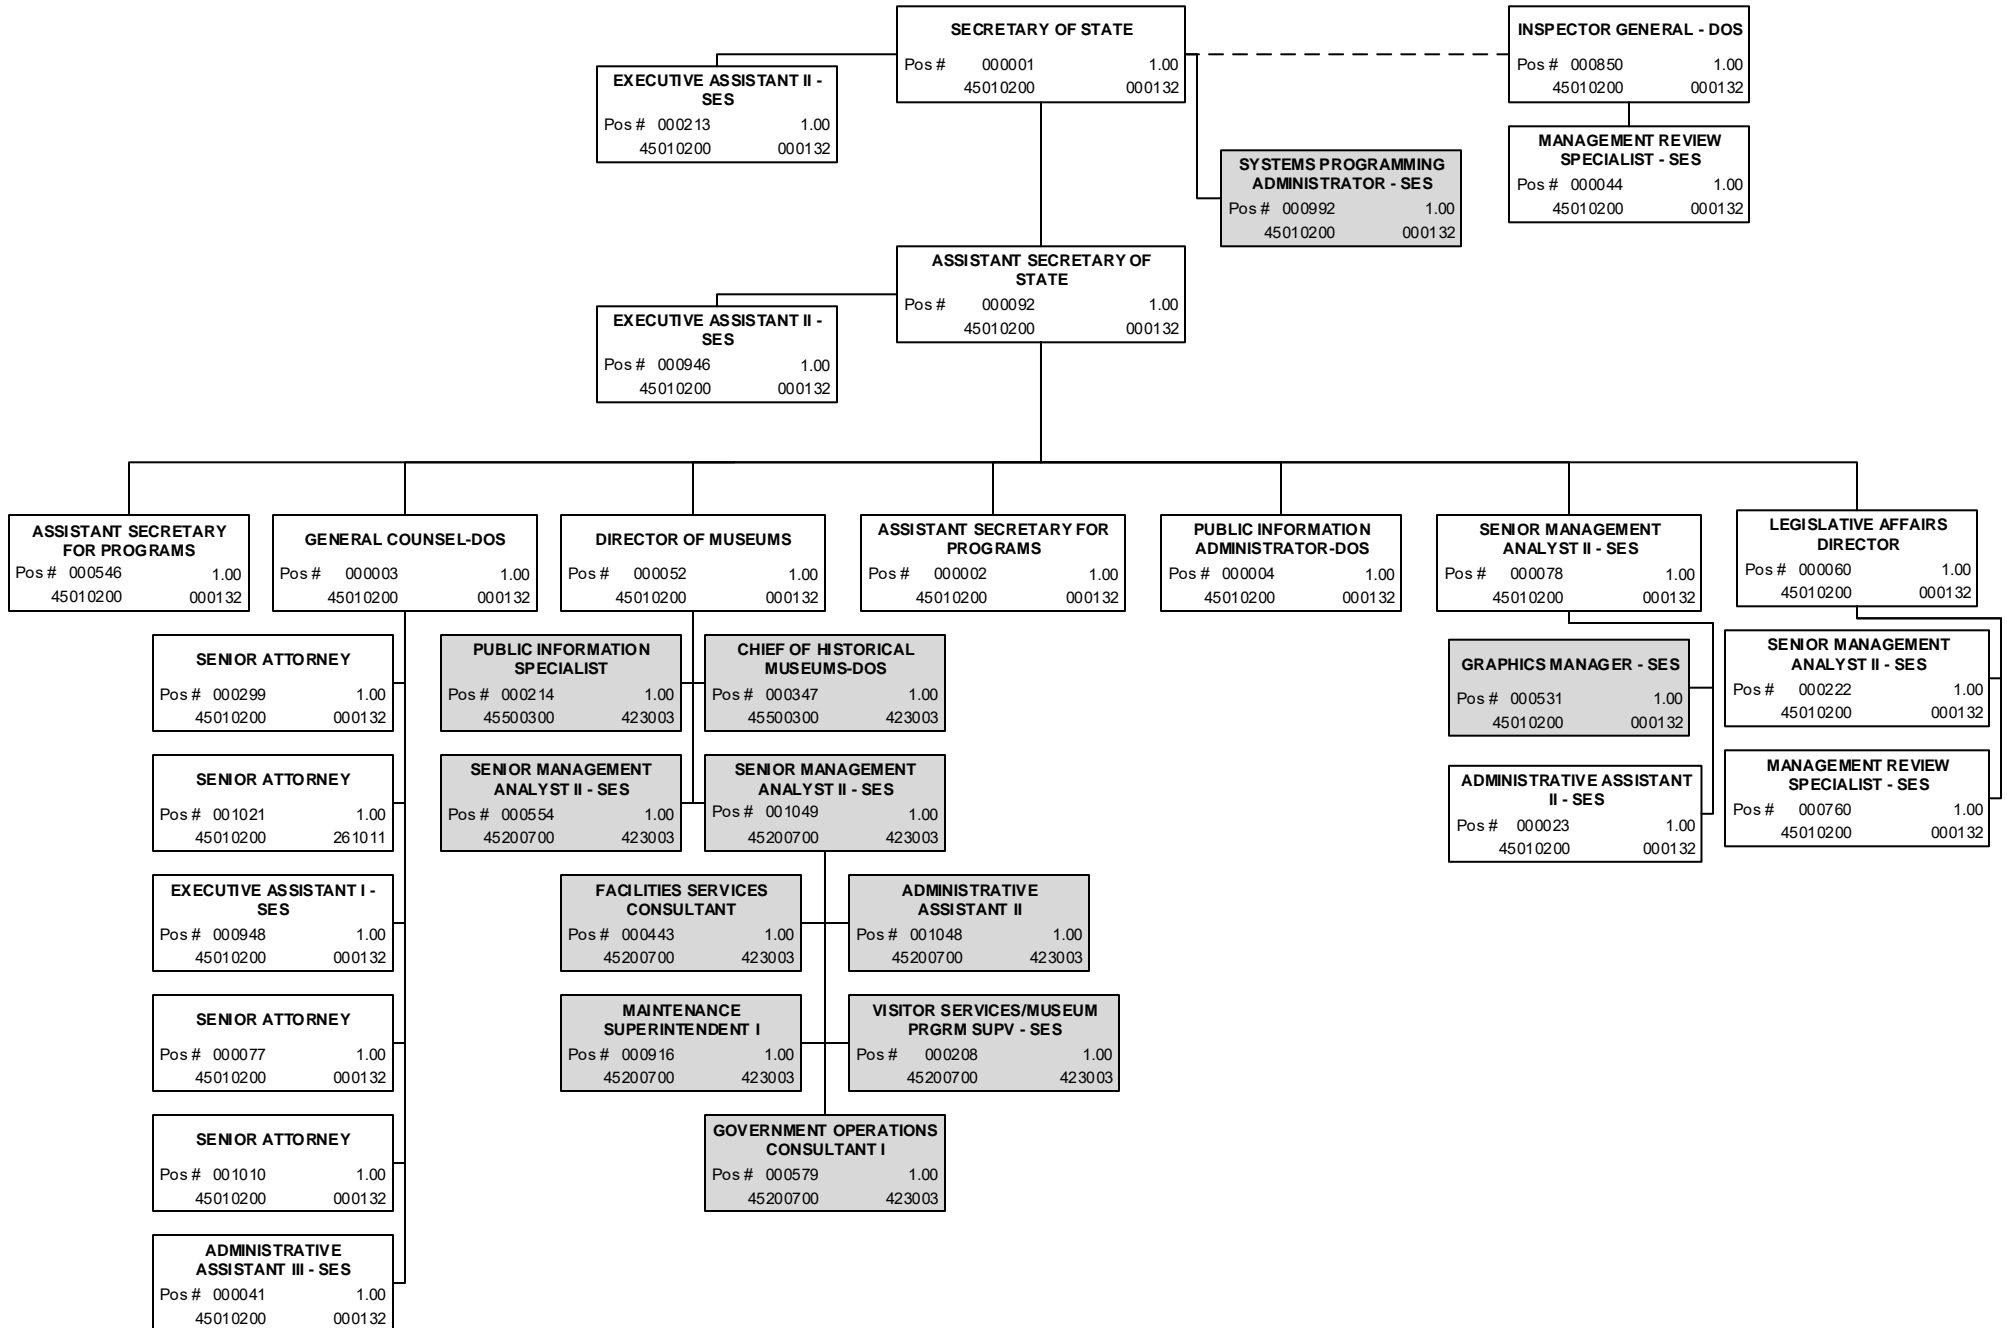 SECRETARY OF STATE
Pos # 000001 1.00
45010200 000132
INSPECTOR GENERAL - DOS
Pos # 000850 1.00
45010200 000132
EXECUTIVE ASSISTANT II -
SES
Pos # 000213 1.00
45010200 000132
MANAGEMENT REVIEW
SPECIALIST - SES
Pos # 000044 1.00
45010200 000132
SYSTEMS PROGRAMMING
ADMINISTRATOR - SES
Pos # 000992 1.00
45010200 000132
ASSISTANT SECRETARY OF
STATE
Pos # 000092 1.00
45010200 000132
EXECUTIVE ASSISTANT II -
SES
Pos # 000946 1.00
45010200 000132
ASSISTANT SECRETARY
FOR PROGRAMS
Pos # 000546 1.00
45010200 000132
GENERAL COUNSEL-DOS
Pos # 000003 1.00
45010200 000132
DIRECTOR OF MUSEUMS
Pos # 000052 1.00
45010200 000132
ASSISTANT SECRETARY FOR
PROGRAMS
Pos # 000002 1.00
45010200 000132
PUBLIC INFORMATION
ADMINISTRATOR-DOS
Pos # 000004 1.00
45010200 000132
SENIOR MANAGEMENT
ANALYST II - SES
Pos # 000078 1.00
45010200 000132
LEGISLATIVE AFFAIRS
DIRECTOR
Pos # 000060 1.00
45010200 000132
SENIOR ATTORNEY
Pos # 000299 1.00
45010200 000132
PUBLIC INFORMATION
SPECIALIST
Pos # 000214 1.00
45500300 423003
CHIEF OF HISTORICAL
MUSEUMS-DOS
Pos # 000347 1.00
45500300 423003
GRAPHICS MANAGER - SES
Pos # 000531 1.00
45010200 000132
SENIOR MANAGEMENT
ANALYST II - SES
Pos # 000222 1.00
45010200 000132
SENIOR ATTORNEY
Pos # 001021 1.00
45010200 261011
SENIOR MANAGEMENT
ANALYST II - SES
Pos # 000554 1.00
45200700 423003
SENIOR MANAGEMENT
ANALYST II - SES
Pos # 001049 1.00
45200700 423003
ADMINISTRATIVE ASSISTANT
II - SES
Pos # 000023 1.00
45010200 000132
MANAGEMENT REVIEW
SPECIALIST - SES
Pos # 000760 1.00
45010200 000132
EXECUTIVE ASSISTANT I -
SES
Pos # 000948 1.00
45010200 000132
FACILITIES SERVICES
CONSULTANT
Pos # 000443 1.00
45200700 423003
ADMINISTRATIVE
ASSISTANT II
Pos # 001048 1.00
45200700 423003
SENIOR ATTORNEY
Pos # 000077 1.00
45010200 000132
MAINTENANCE
SUPERINTENDENT I
Pos # 000916 1.00
45200700 423003
VISITOR SERVICES/MUSEUM
PRGRM SUPV - SES
Pos # 000208 1.00
45200700 423003
SENIOR ATTORNEY
Pos # 001010 1.00
45010200 000132
GOVERNMENT OPERATIONS
CONSULTANT I
Pos # 000579 1.00
45200700 423003
ADMINISTRATIVE
ASSISTANT III - SES
Pos # 000041 1.00
45010200 000132